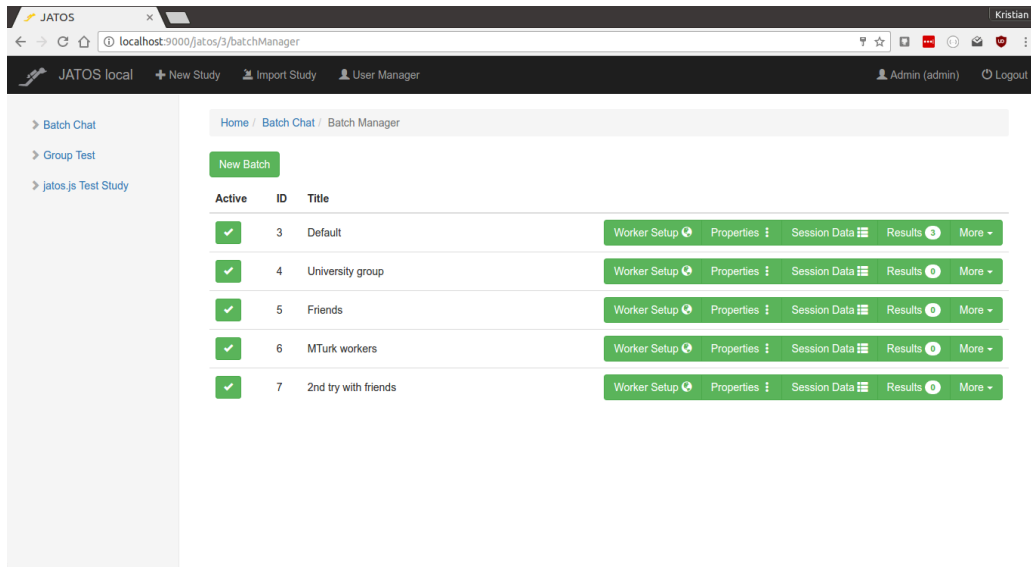 JATOS
Kristian
localhost:9000/jatos/3/batchManager
JATOS local New Study Import Study User Manager Admin (admin) Logout
Batch Chat
Group Test
jatos.js Test Study
Home / Batch Chat / Batch Manager
New Batch
Active ID Title
3 Default Worker Setup Properties Session Data Results 3 More
4 University group Worker Setup Properties Session Data Results 0 More
5 Friends Worker Setup Properties Session Data Results 0 More
6 MTurk workers Worker Setup Properties Session Data Results 0 More
7 2nd try with friends Worker Setup Properties Session Data Results 0 More